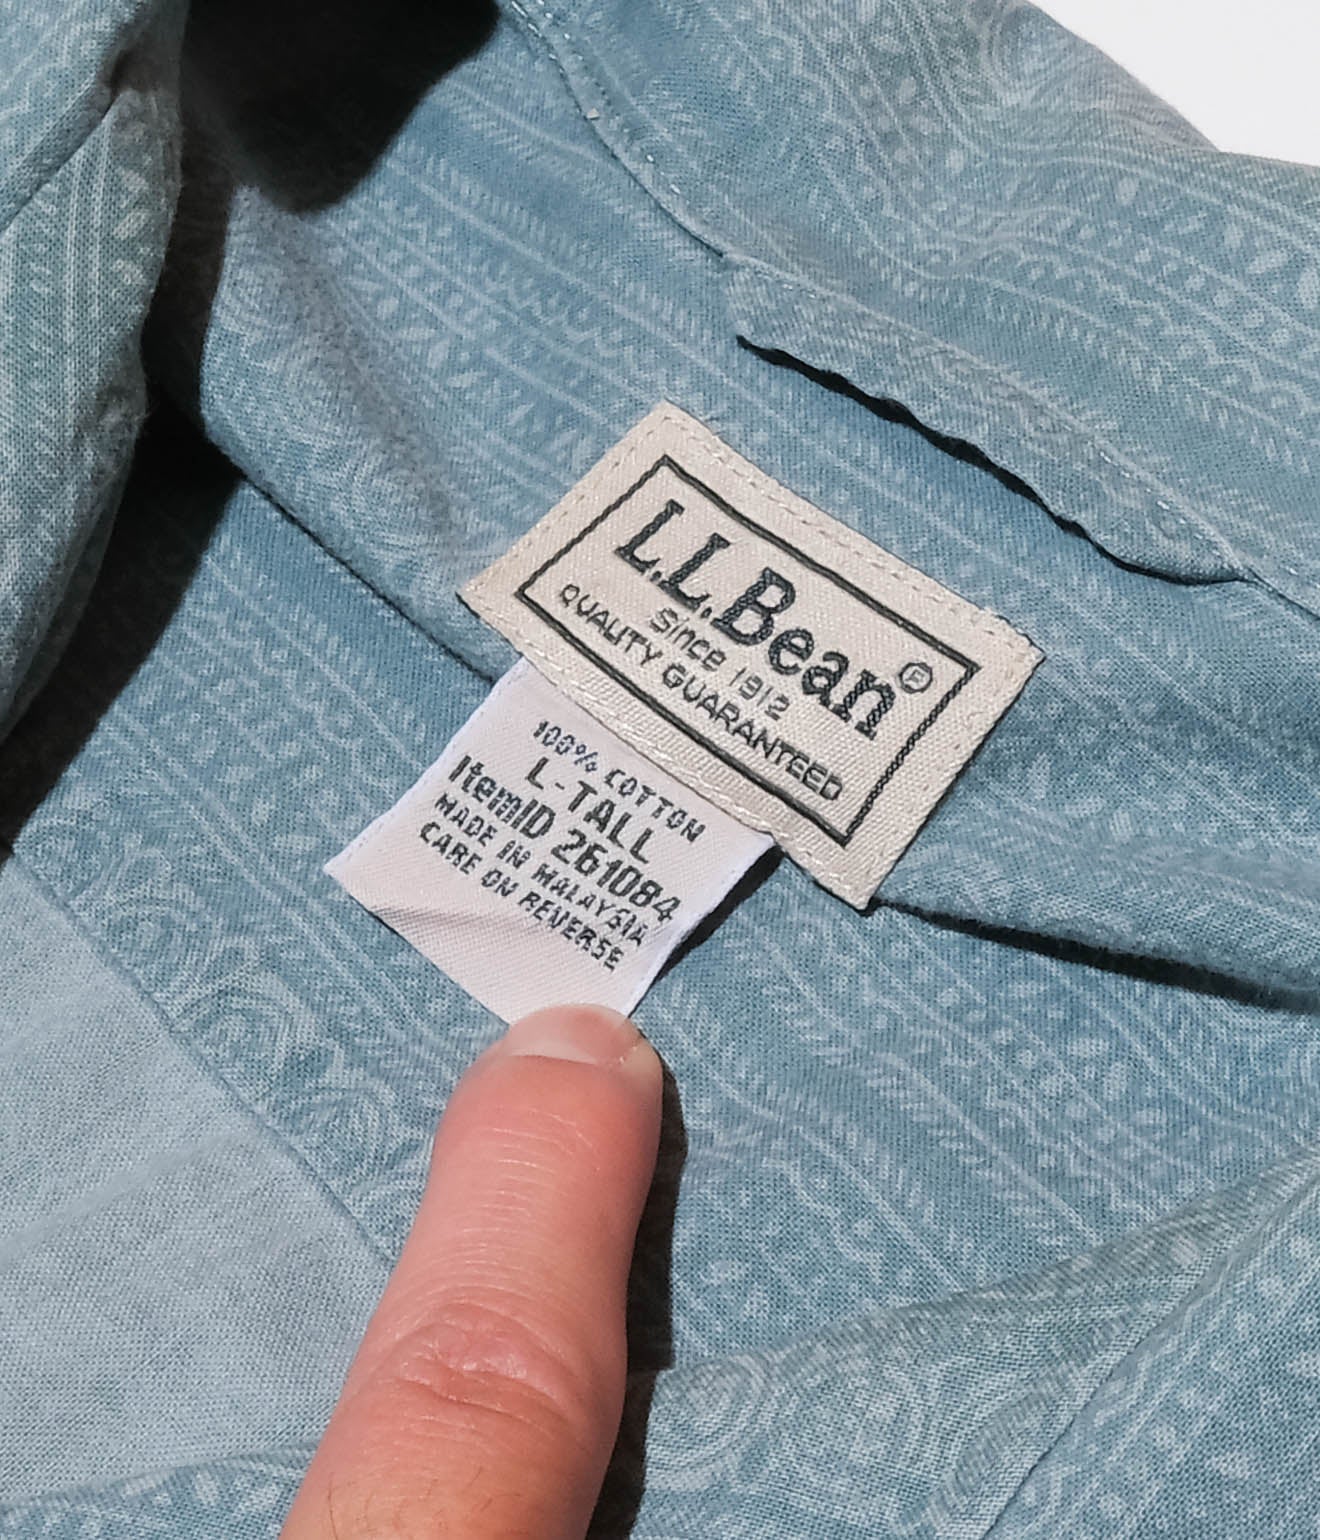 L.L.Bean®
Since 1912
QUALITY GUARANTEED
100% COTTON
L-TALL
ItemID 261084
MADE IN MALAYSIA
CARE ON REVERSE